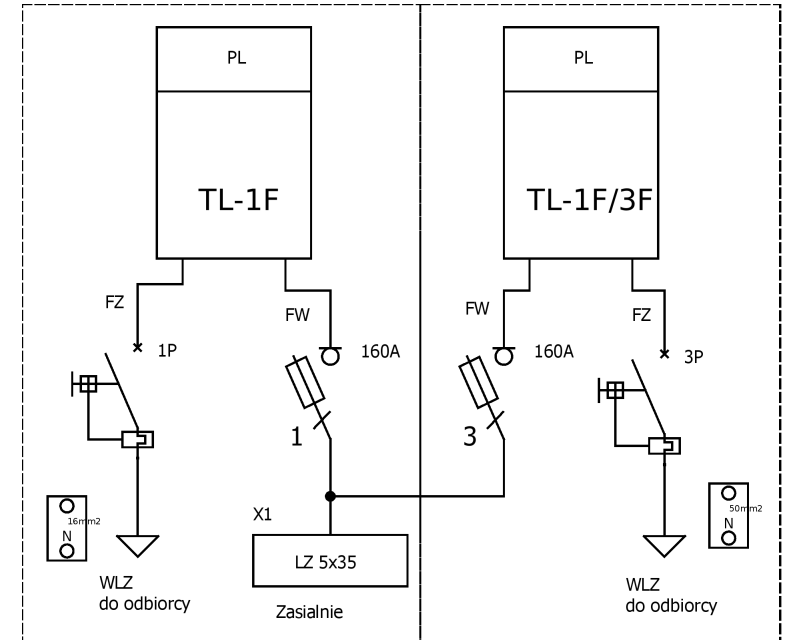 PL
PL
TL-1F
TL-1F/3F
FZ
FW
FW
FZ
1P
160A
160A
3P
1
3
16mm2
N
X1
50mm2
N
LZ 5x35
WLZ
do odbiorcy
Zasialnie
WLZ
do odbiorcy